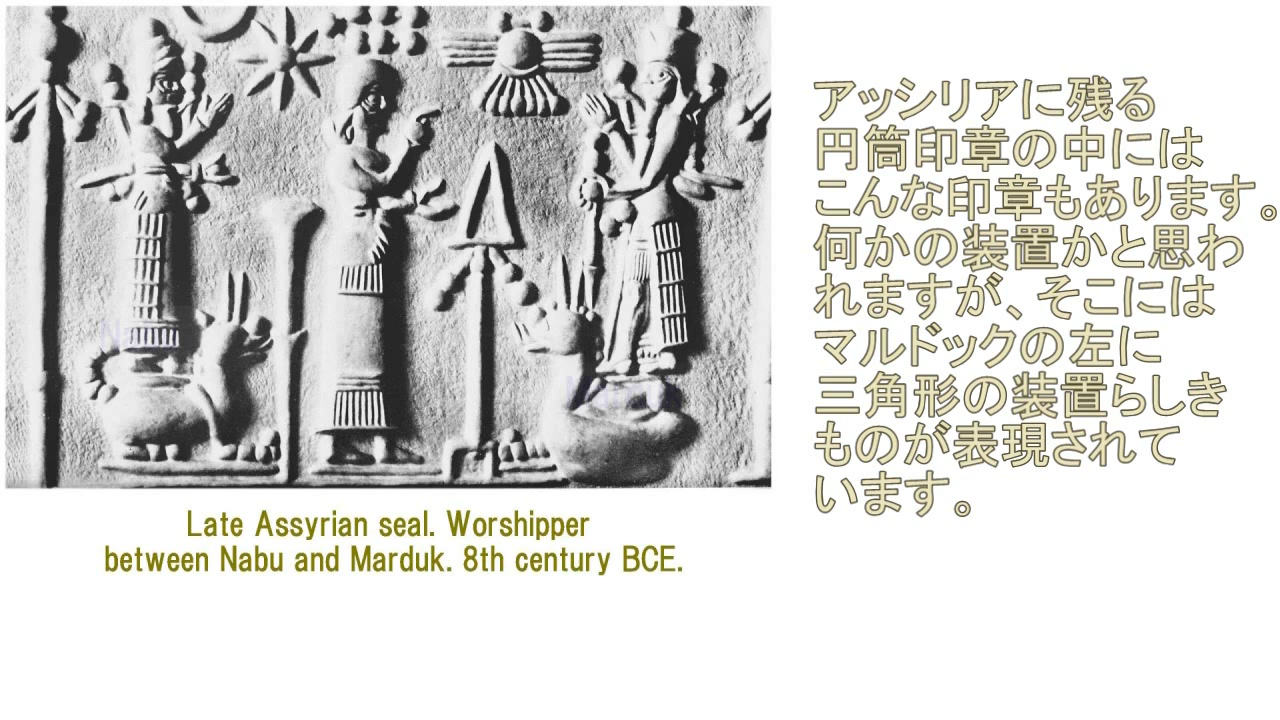 アッシリアに残る
円筒印章の中には
こんな印章もあります。
何かの装置かと思わ
れますが、そこには
マルドックの左に
三角形の装置らしき
ものが表現されて
います。
Late Assyrian seal. Worshipper
between Nabu and Marduk. 8th century BCE.